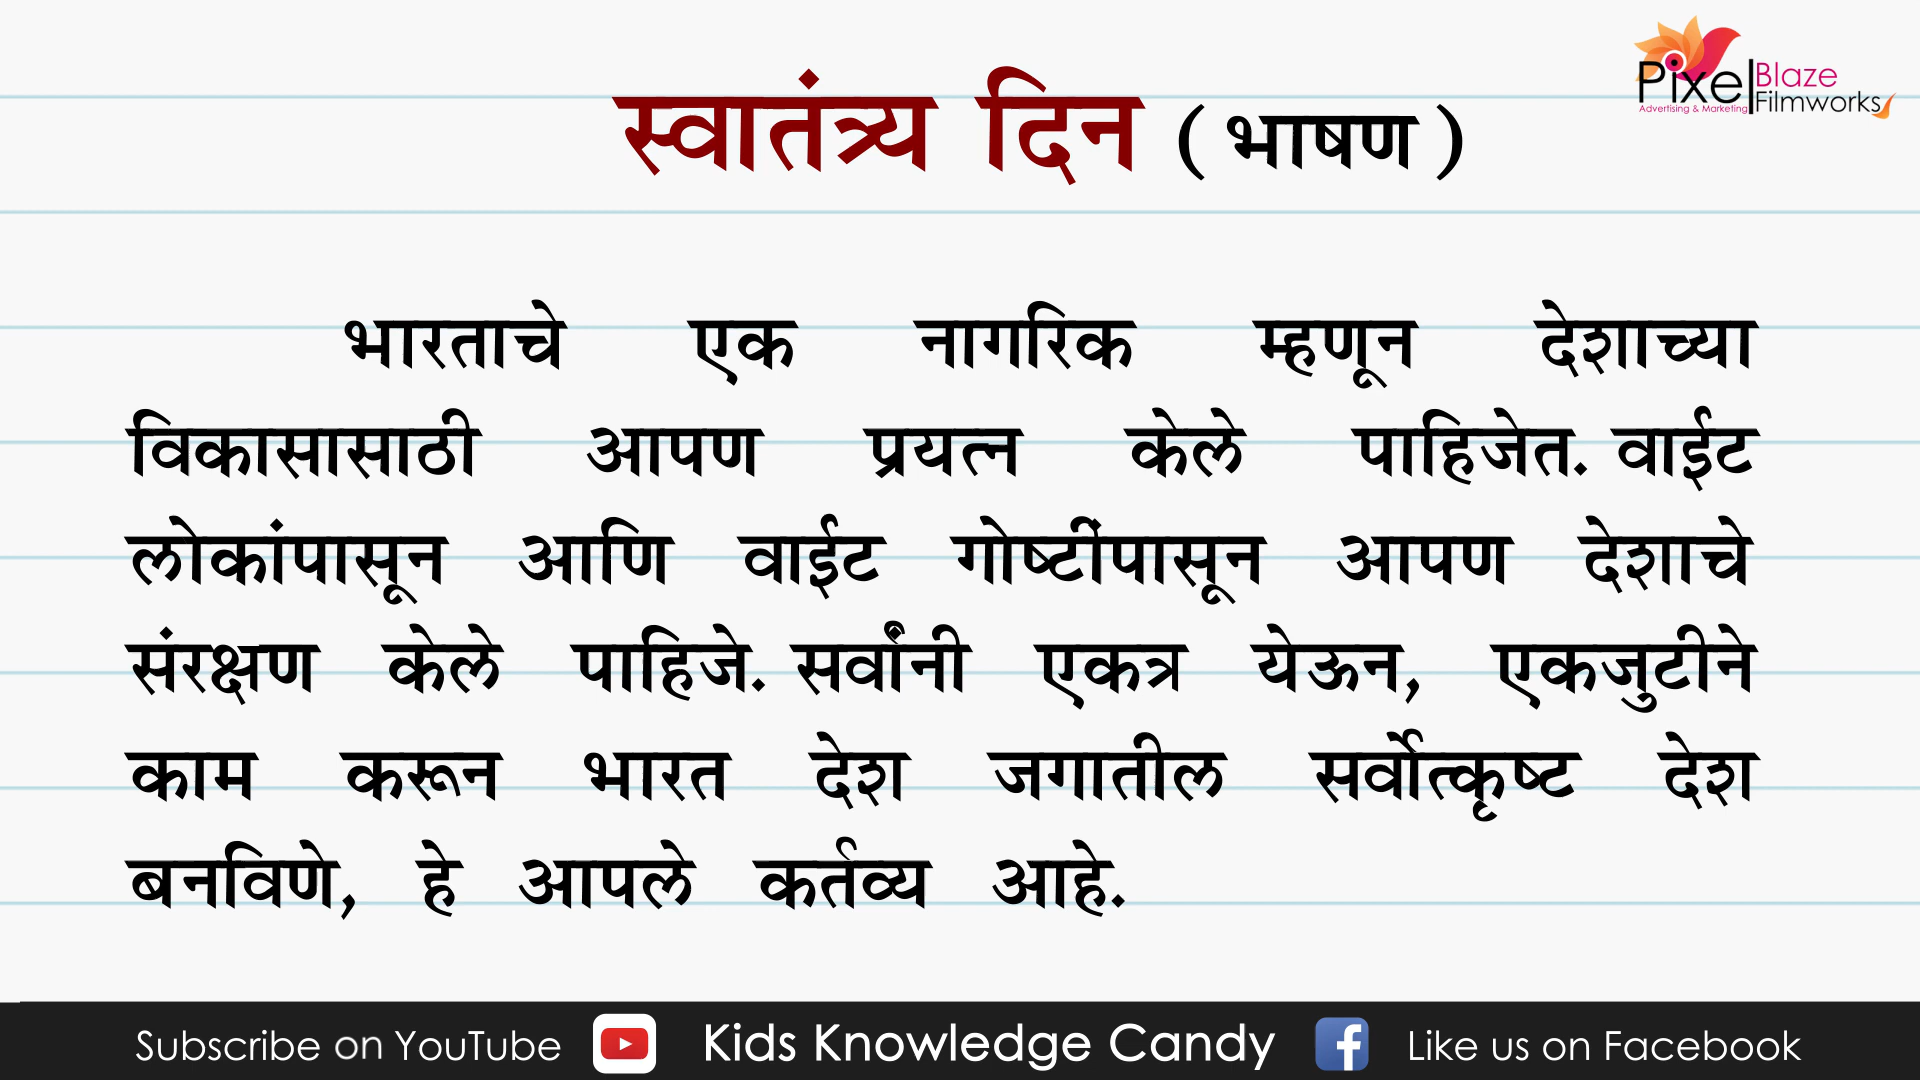 Pixel Blaze
Filmworks
Advertising & Marketing
स्वातंत्र्य दिन ( भाषण )
भारताचे एक नागरिक म्हणून देशाच्या
विकासासाठी आपण प्रयत्न केले पाहिजेत. वाईट
लोकांपासून आणि वाईट गोष्टींपासून आपण देशाचे
संरक्षण केले पाहिजे. सर्वांनी एकत्र येऊन, एकजुटीने
काम करून भारत देश जगातील सर्वोत्कृष्ट देश
बनविणे, हे आपले कर्तव्य आहे.
Subscribe on YouTube Kids Knowledge Candy Like us on Facebook